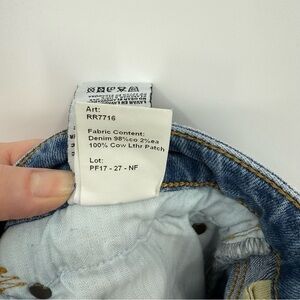 Art:
RR7716
Fabric Content:
Denim 98%co 2%ea
100% Cow Lthr Patch
Lot:
PF17 - 27 - NF